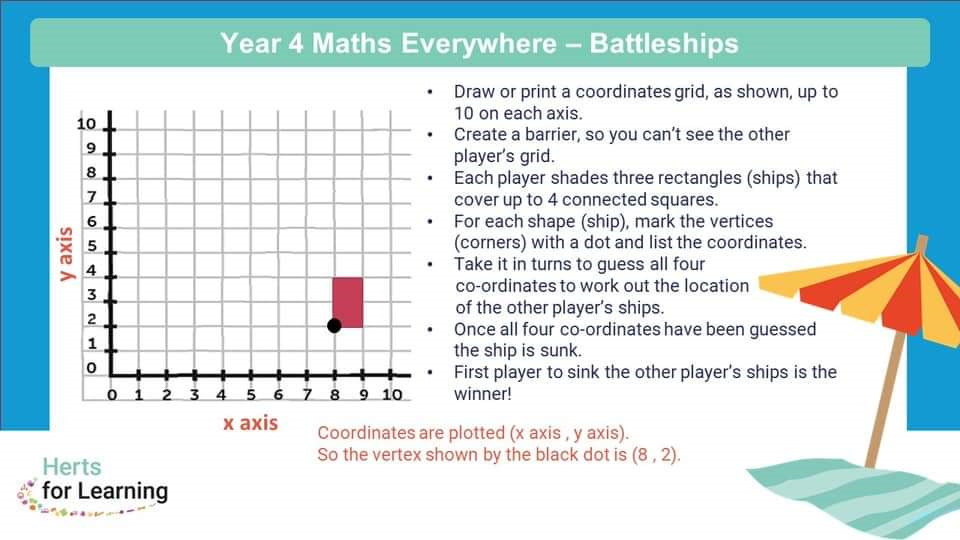 Year 4 Maths Everywhere – Battleships
• Draw or print a coordinates grid, as shown, up to
10 on each axis.
• Create a barrier, so you can't see the other
player's grid.
• Each player shades three rectangles (ships) that
cover up to 4 connected squares.
• For each shape (ship), mark the vertices
(corners) with a dot and list the coordinates.
• Take it in turns to guess all four
co-ordinates to work out the location
of the other player's ships.
• Once all four co-ordinates have been guessed
the ship is sunk.
• First player to sink the other player's ships is the
winner!
10
9
8
7
6
5
4
3
2
1
0
y axis
0 1 2 3 4 5 6 7 8 9 10
x axis
Coordinates are plotted (x axis , y axis).
So the vertex shown by the black dot is (8 , 2).
Herts
for Learning